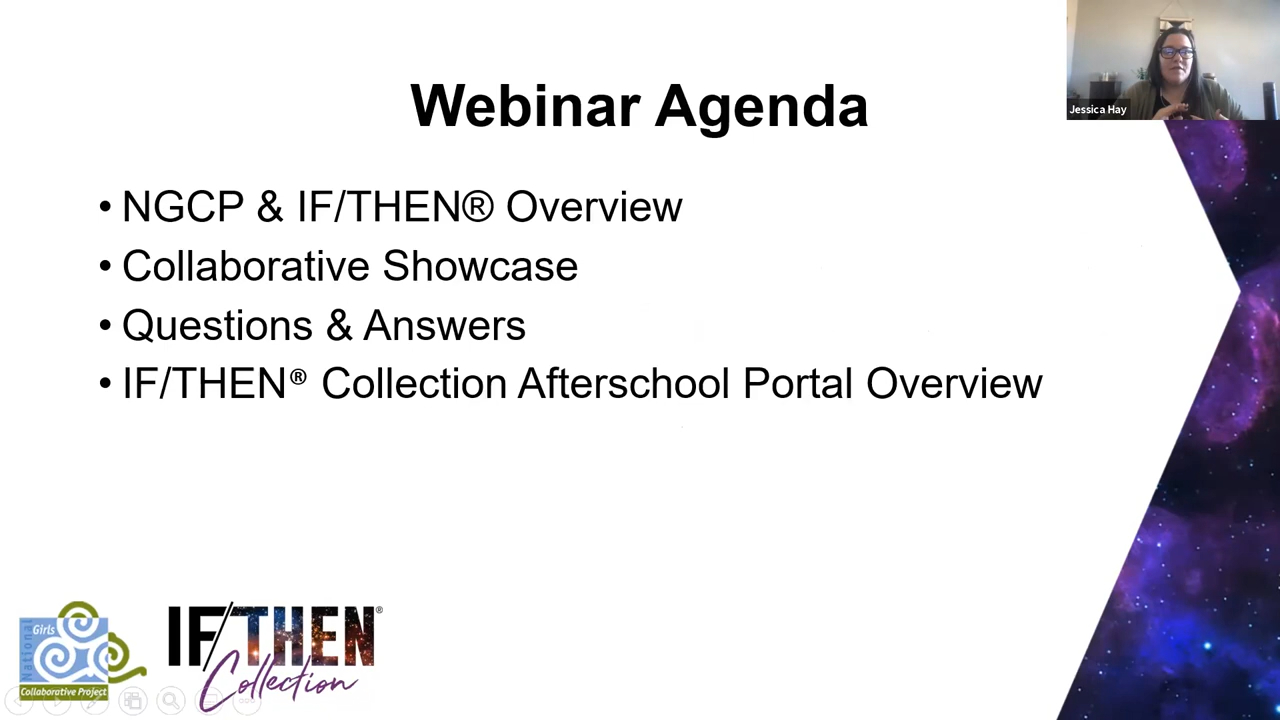 Jessica Hay
Webinar Agenda
• NGCP & IF/THEN® Overview
• Collaborative Showcase
• Questions & Answers
• IF/THEN® Collection Afterschool Portal Overview
National
Girls
Collaborative Project
IF/THEN®
Collection